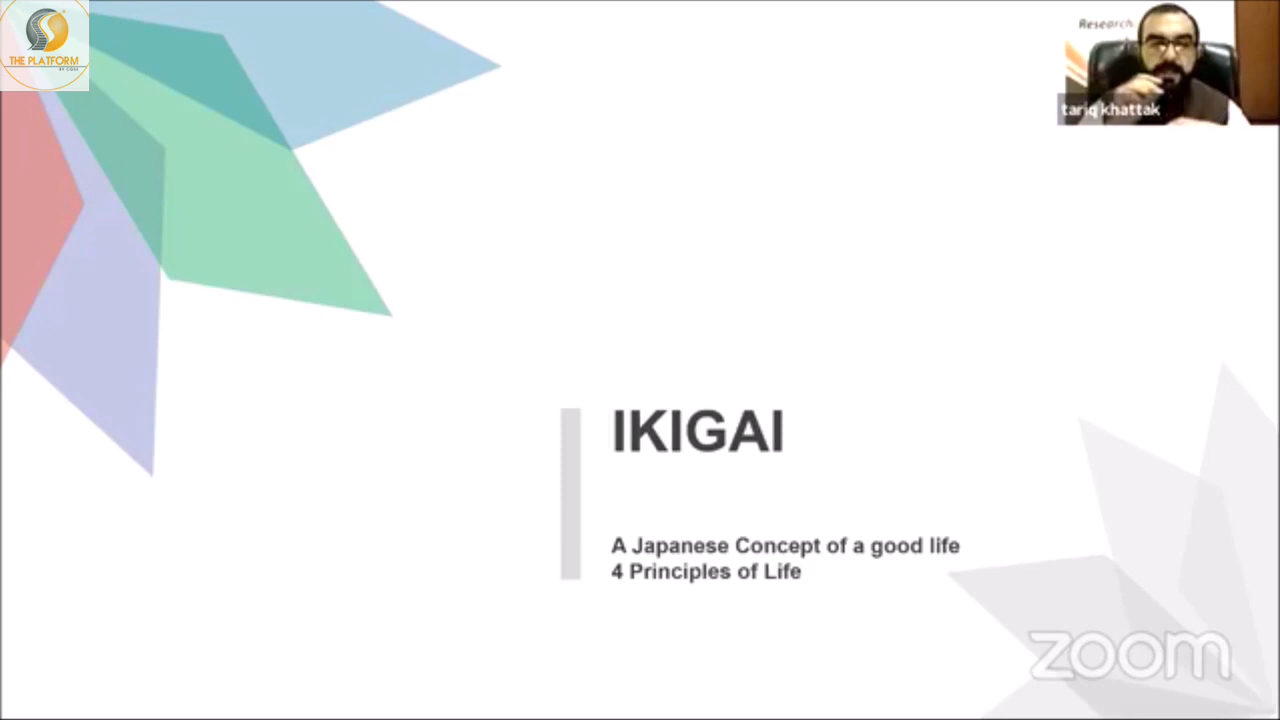 THE PLATFORM
Research
tariq khattak
IKIGAI
A Japanese Concept of a good life
4 Principles of Life
zoom